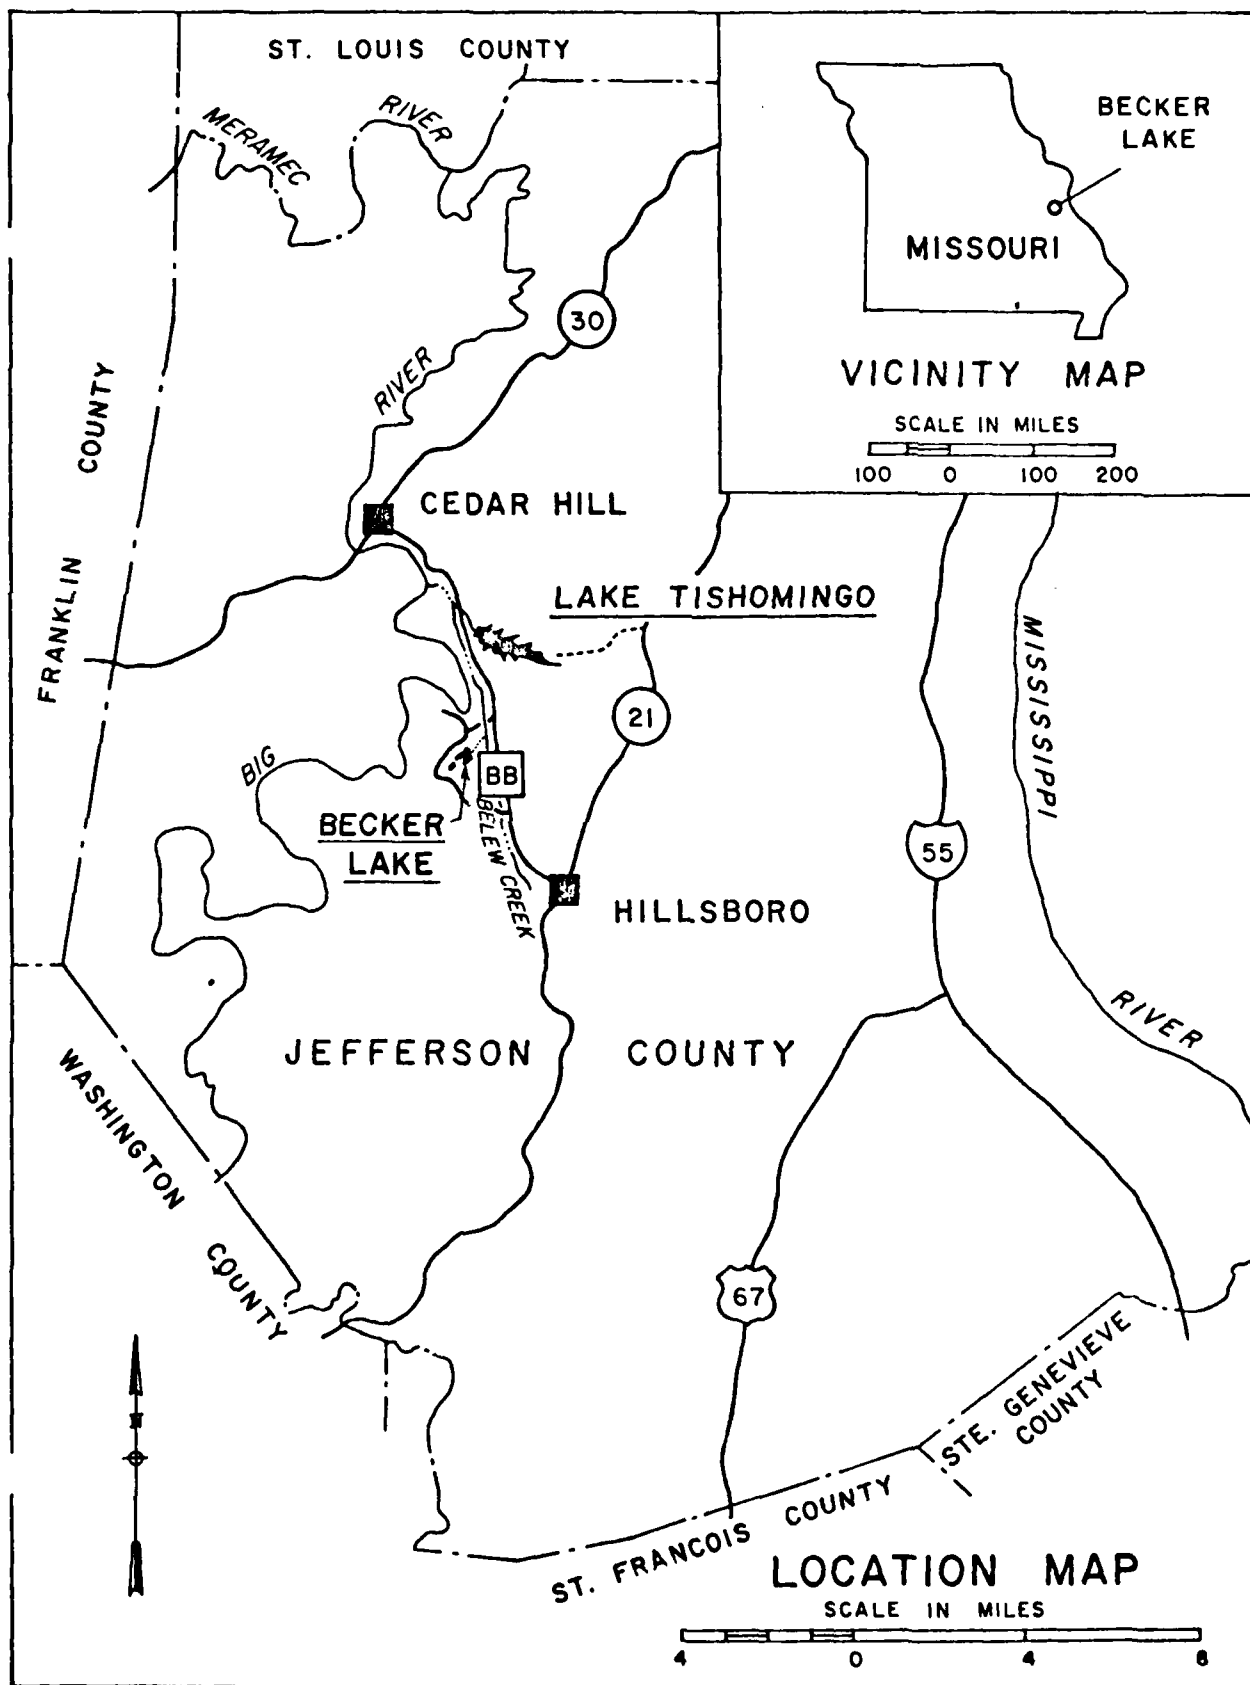 ST. LOUIS COUNTY
MERAMEC RIVER
BECKER
LAKE
MISSOURI
VICINITY MAP
SCALE IN MILES
100 0 100 200
30
RIVER
FRANKLIN COUNTY
CEDAR HILL
LAKE TISHOMINGO
MISSISSIPPI
21
BIG
BB
BECKER
LAKE
BELEW CREEK
55
HILLSBORO
RIVER
JEFFERSON COUNTY
WASHINGTON COUNTY
67
STE. GENEVIEVE
COUNTY
ST. FRANCOIS COUNTY
LOCATION MAP
SCALE IN MILES
4 0 4 8